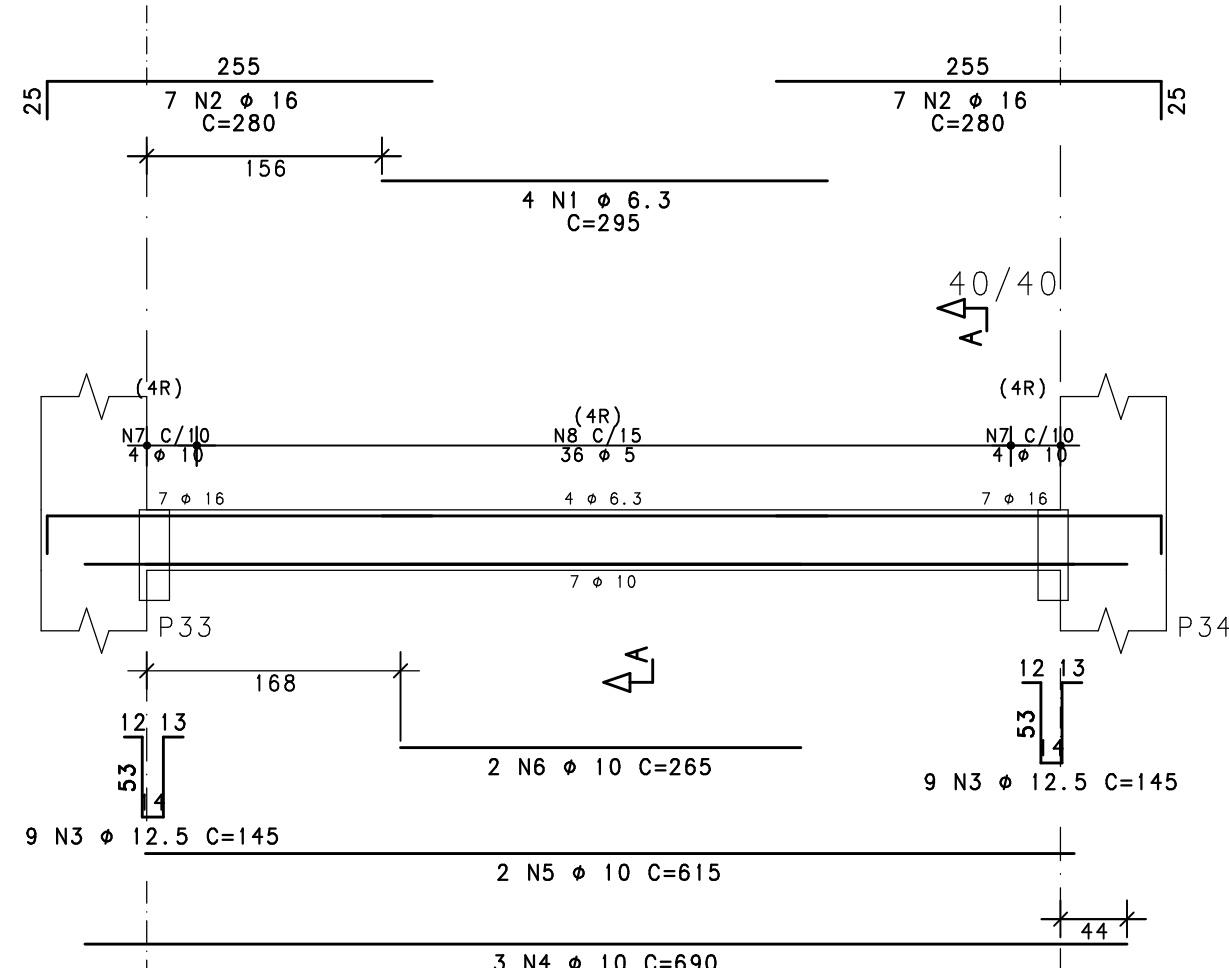 255
25
7 N2 ϕ 16
C=280
255
25
7 N2 ϕ 16
C=280
156
4 N1 ϕ 6.3
C=295
40/40
A
(4R)
N7 C/10
4 ϕ 10
(4R)
N8 C/15
36 ϕ 5
(4R)
N7 C/10
4 ϕ 10
7 ϕ 16
4 ϕ 6.3
7 ϕ 16
7 ϕ 10
P33
P34
A
168
12 13
53
14
9 N3 ϕ 12.5 C=145
2 N6 ϕ 10 C=265
12 13
53
14
9 N3 ϕ 12.5 C=145
2 N5 ϕ 10 C=615
44
3 N4 ϕ 10 C=690